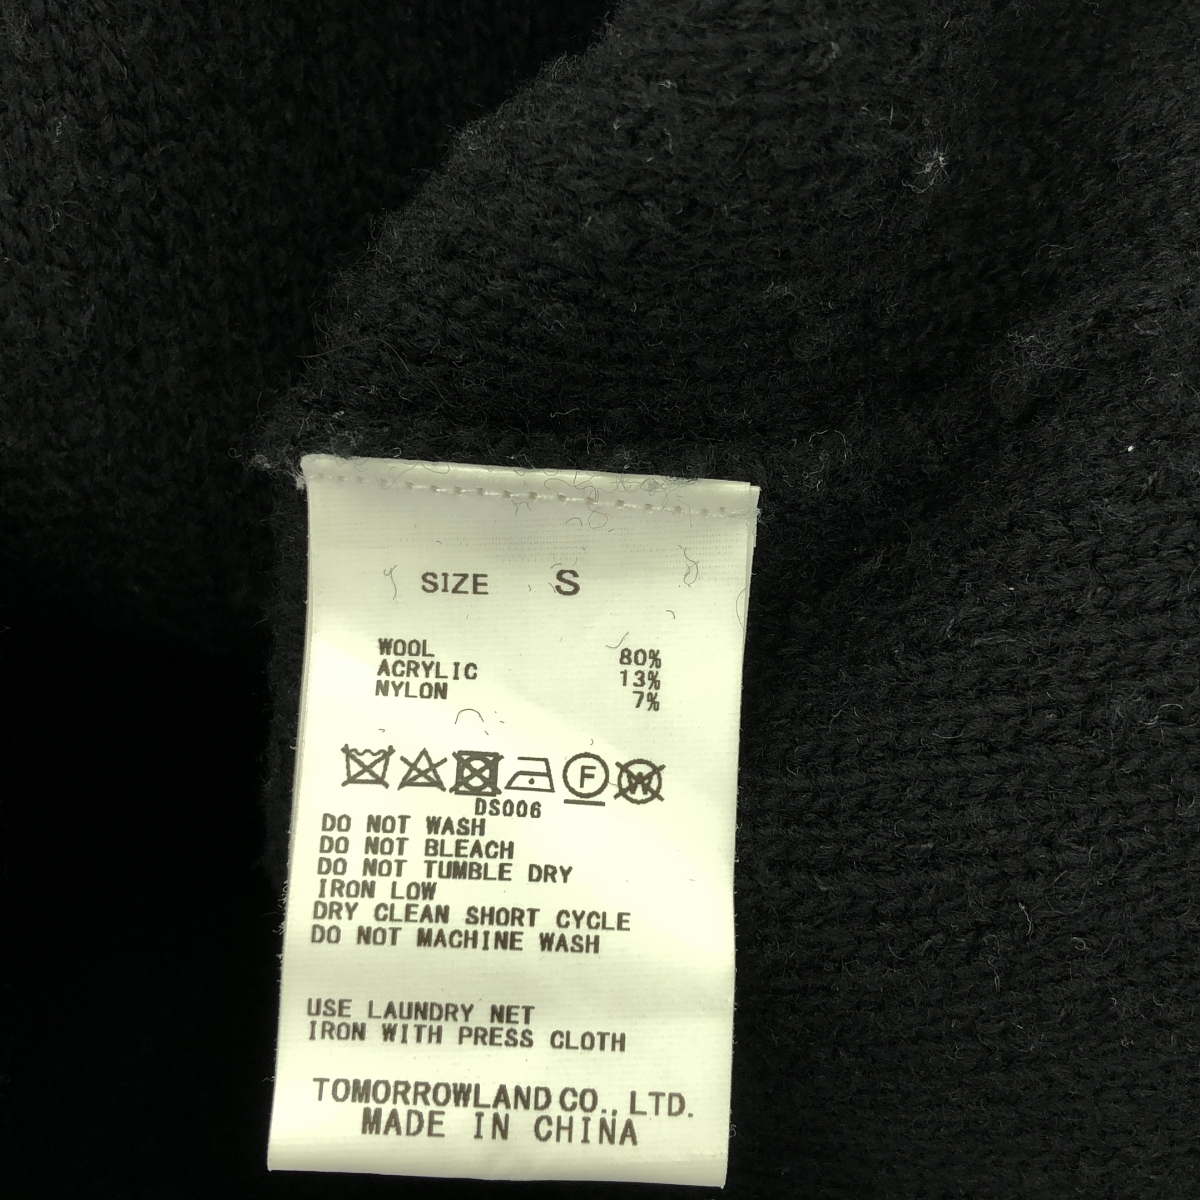 SIZE S
WOOL 80%
ACRYLIC 13%
NYLON 7%
F W
DS006
DO NOT WASH
DO NOT BLEACH
DO NOT TUMBLE DRY
IRON LOW
DRY CLEAN SHORT CYCLE
DO NOT MACHINE WASH
USE LAUNDRY NET
IRON WITH PRESS CLOTH
TOMORROWLAND CO., LTD.
MADE IN CHINA